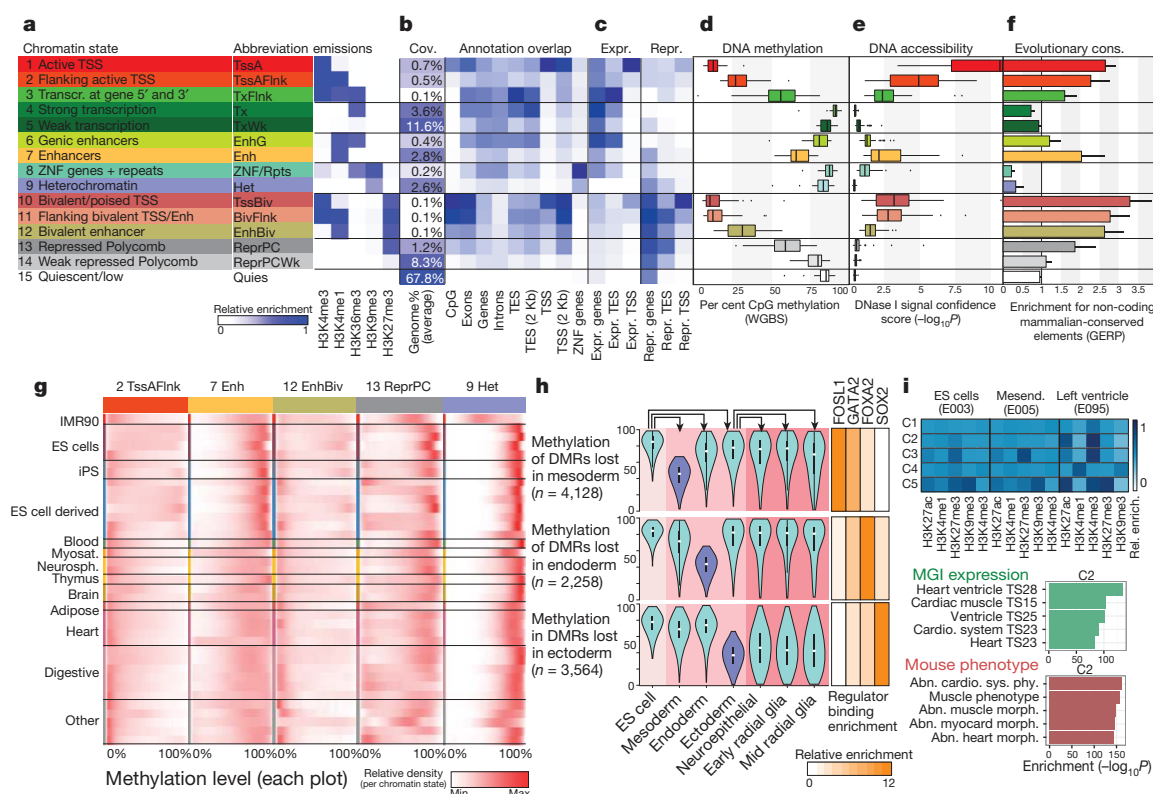 a
b
c
d
e
f
Chromatin state Abbreviation emissions
Cov. Annotation overlap Expr. Repr.
DNA methylation DNA accessibility Evolutionary cons.
1 Active TSS TssA 0.7%
2 Flanking active TSS TssAFlnk 0.5%
3 Transcr. at gene 5′ and 3′ TxFlnk 0.1%
4 Strong transcription Tx 3.6%
5 Weak transcription TxWk 11.6%
6 Genic enhancers EnhG 0.4%
7 Enhancers Enh 2.8%
8 ZNF genes + repeats ZNF/Rpts 0.2%
9 Heterochromatin Het 2.6%
10 Bivalent/poised TSS TssBiv 0.1%
11 Flanking bivalent TSS/Enh BivFlnk 0.1%
12 Bivalent enhancer EnhBiv 0.1%
13 Repressed Polycomb ReprPC 1.2%
14 Weak repressed Polycomb ReprPCWk 8.3%
15 Quiescent/low Quies 67.8%
Relative enrichment
0 1
H3K4me3
H3K4me1
H3K36me3
H3K9me3
H3K27me3
Genome %
(average)
CpG
Exons
Genes
Introns
TES
TES (2 Kb)
TSS
TSS (2 Kb)
ZNF genes
Expr. genes
Expr. TES
Expr. TSS
Repr. genes
Repr. TES
Repr. TSS
0 25 50 75 100
Per cent CpG methylation
(WGBS)
0 0.5 1 1.5 2 2.5
DNase I signal confidence
score (−log10P)
0 0.5 1 1.5 2 2.5 3 3.5
Enrichment for non-coding
mammalian-conserved
elements (GERP)
g
2 TssAFlnk 7 Enh 12 EnhBiv 13 ReprPC 9 Het
IMR90
ES cells
iPS
ES cell derived
Blood
Myosat.
Neurosph.
Thymus
Brain
Adipose
Heart
Digestive
Other
0% 100% 0% 100% 0% 100% 0% 100% 0% 100%
Methylation level (each plot)
Relative density
(per chromatin state)
Min Max
h
FOSL1
GATA2
FOXA2
SOX2
Methylation
of DMRs lost
in mesoderm
(n = 4,128)
100
50
0
Methylation
of DMRs lost
in endoderm
(n = 2,258)
100
50
0
Methylation
in DMRs lost
in ectoderm
(n = 3,564)
100
50
0
ES cell
Mesoderm
Endoderm
Ectoderm
Neuroepithelial
Early radial glia
Mid radial glia
Regulator
binding
enrichment
Relative enrichment
0 12
i
ES cells Mesend. Left ventricle
(E003) (E005) (E095)
C1
C2
C3
C4
C5
1
0
Rel. enrich.
H3K27ac
H3K4me1
H3K27me3
H3K9me3
H3K4me3
H3K27ac
H3K4me1
H3K27me3
H3K9me3
H3K4me3
H3K27ac
H3K4me1
H3K4me3
H3K27me3
H3K9me3
MGI expression
C2
Heart ventricle TS28
Cardiac muscle TS15
Ventricle TS25
Cardio. system TS23
Heart TS23
0 50 100
Mouse phenotype
C2
Abn. cardio. sys. phy.
Muscle phenotype
Abn. muscle morph.
Abn. myocard morph.
Abn. heart morph.
0 50 100 150
Enrichment (−log10P)